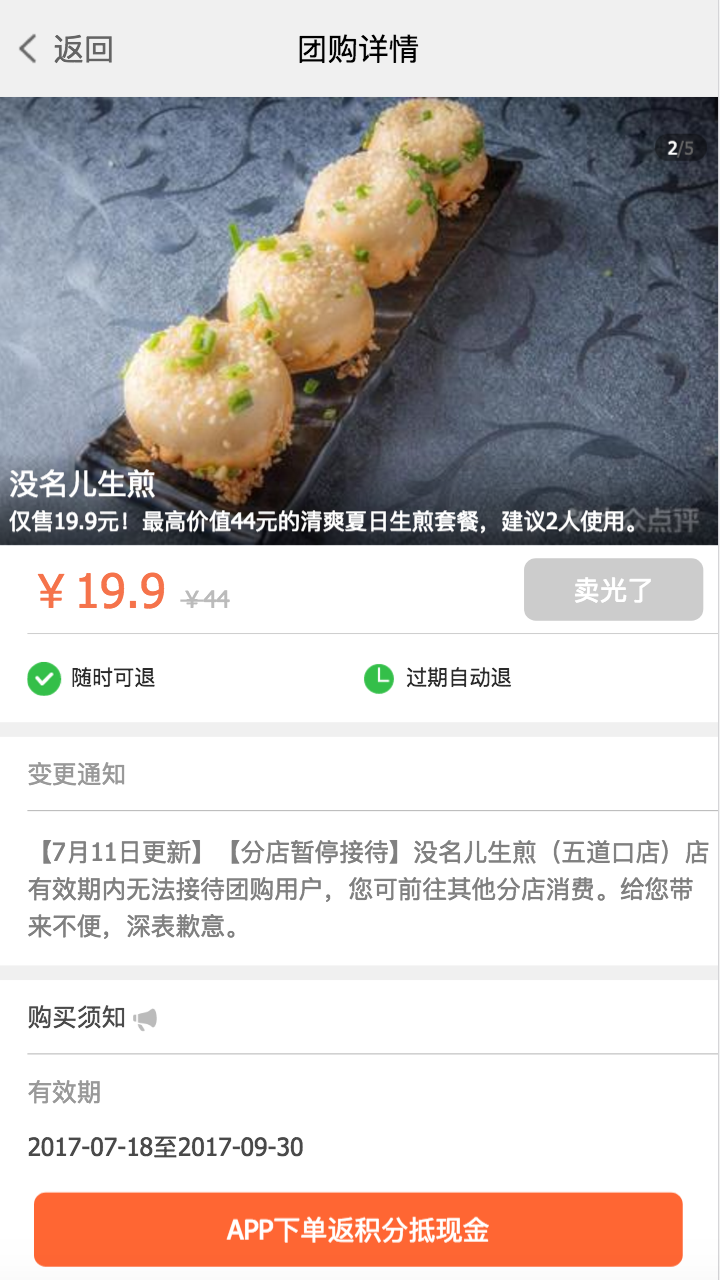 返回
团购详情
2/5
没名儿生煎
仅售19.9元！最高价值44元的清爽夏日生煎套餐，建议2人使用。
众点评
￥19.9 ￥44
卖光了
随时可退
过期自动退
变更通知
【7月11日更新】【分店暂停接待】没名儿生煎（五道口店）店
有效期内无法接待团购用户，您可前往其他分店消费。给您带
来不便，深表歉意。
购买须知
有效期
2017-07-18至2017-09-30
APP下单返积分抵现金